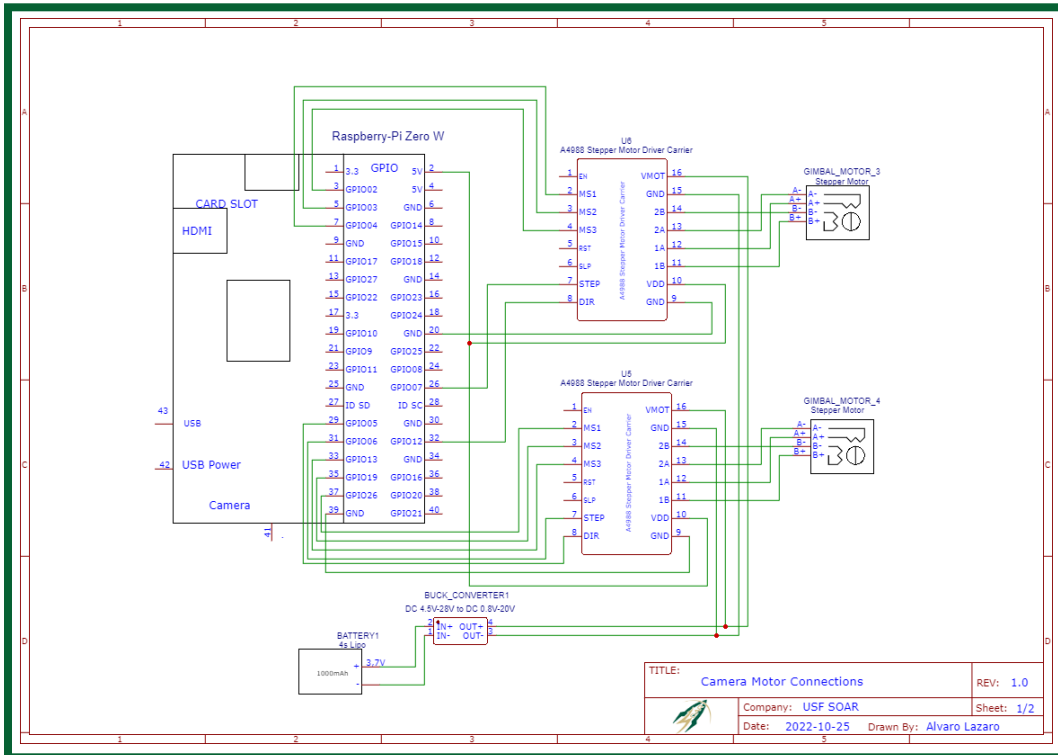 1 2 3 4 5
A A
B B
C C
D D
1 2 3 4 5
Raspberry-Pi Zero W
GPIO
CARD SLOT
HDMI
USB
USB Power
Camera
43
42
41
1 3.3 5V 2
3 GPIO02 5V 4
5 GPIO03 GND 6
7 GPIO04 GPIO14 8
9 GND GPIO15 10
11 GPIO17 GPIO18 12
13 GPIO27 GND 14
15 GPIO22 GPIO23 16
17 3.3 GPIO24 18
19 GPIO10 GND 20
21 GPIO9 GPIO25 22
23 GPIO11 GPIO08 24
25 GND GPIO07 26
27 ID SD ID SC 28
29 GPIO05 GND 30
31 GPIO06 GPIO12 32
33 GPIO13 GND 34
35 GPIO19 GPIO16 36
37 GPIO26 GPIO20 38
39 GND GPIO21 40
U6
A4988 Stepper Motor Driver Carrier
1 EN VMOT 16
2 MS1 GND 15
3 MS2 2B 14
4 MS3 2A 13
5 RST 1A 12
6 SLP 1B 11
7 STEP VDD 10
8 DIR GND 9
A4988 Stepper Motor Driver Carrier
GIMBAL_MOTOR_3
Stepper Motor
A- A-
A+ A+
B- B-
B+ B+
U5
A4988 Stepper Motor Driver Carrier
1 EN VMOT 16
2 MS1 GND 15
3 MS2 2B 14
4 MS3 2A 13
5 RST 1A 12
6 SLP 1B 11
7 STEP VDD 10
8 DIR GND 9
A4988 Stepper Motor Driver Carrier
GIMBAL_MOTOR_4
Stepper Motor
A- A-
A+ A+
B- B-
B+ B+
BUCK_CONVERTER1
DC 4.5V-28V to DC 0.8V-20V
2 IN+ OUT+ 4
1 IN- OUT- 3
BATTERY1
4s Lipo
1000mAh
+ 3.7V
-
TITLE:
Camera Motor Connections
REV: 1.0
Company: USF SOAR
Sheet: 1/2
Date: 2022-10-25 Drawn By: Alvaro Lazaro